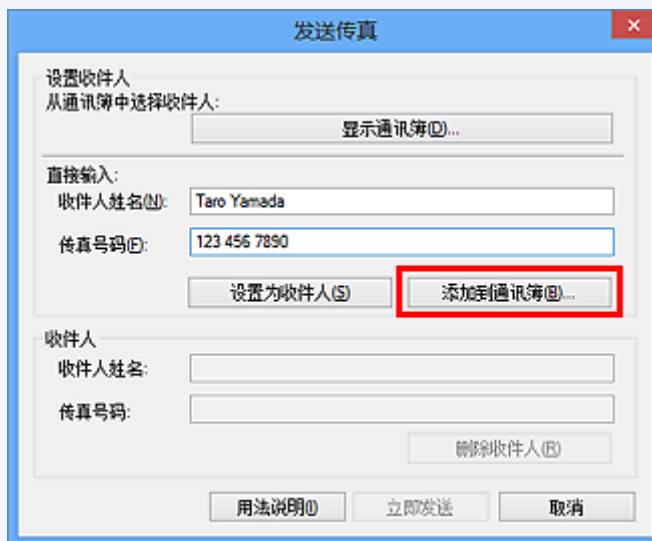 发送传真
设置收件人
从通讯簿中选择收件人:
显示通讯簿(D)...
直接输入:
收件人姓名(N): Taro Yamada
传真号码(F): 123 456 7890
设置为收件人(S) 添加到通讯簿(B)...
收件人
收件人姓名:
传真号码:
删除收件人(R)
用法说明(I) 立即发送 取消